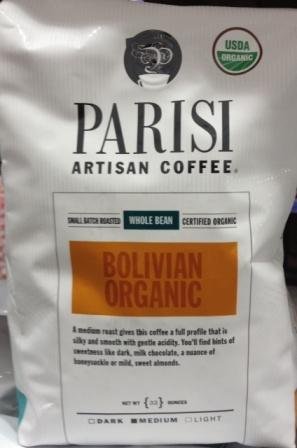 USDA
ORGANIC
PARISI
ARTISAN COFFEE
SMALL BATCH ROASTED WHOLE BEAN CERTIFIED ORGANIC
BOLIVIAN
ORGANIC
A medium roast gives this coffee a full profile that is
silky and smooth with gentle acidity. You'll find hints of
sweetness like dark, milk chocolate, a nuance of
honeysuckle or mild, sweet almonds.
NET WT {32} OUNCES
DARK MEDIUM LIGHT